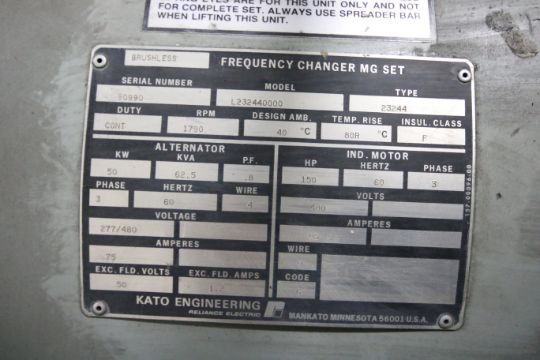 LIFTING EYES ARE FOR THIS UNIT ONLY AND NOT
FOR COMPLETE SET. ALWAYS USE SPREADER BAR
WHEN LIFTING THIS UNIT.
BRUSHLESS FREQUENCY CHANGER MG SET
SERIAL NUMBER MODEL TYPE
90990 L232440000 23244
DUTY RPM DESIGN AMB. TEMP. RISE INSUL. CLASS
CONT 1790 40 °C 80R °C F
ALTERNATOR
KW KVA P.F.
50 62.5 .8
PHASE HERTZ WIRE
3 60 4
VOLTAGE
277/480
AMPERES
75
EXC. FLD. VOLTS EXC. FLD. AMPS
50
IND. MOTOR
HP HERTZ PHASE
150 60 3
VOLTS
AMPERES
WIRE
CODE
KATO ENGINEERING
RELIANCE ELECTRIC
MANKATO MINNESOTA 56001 U.S.A.